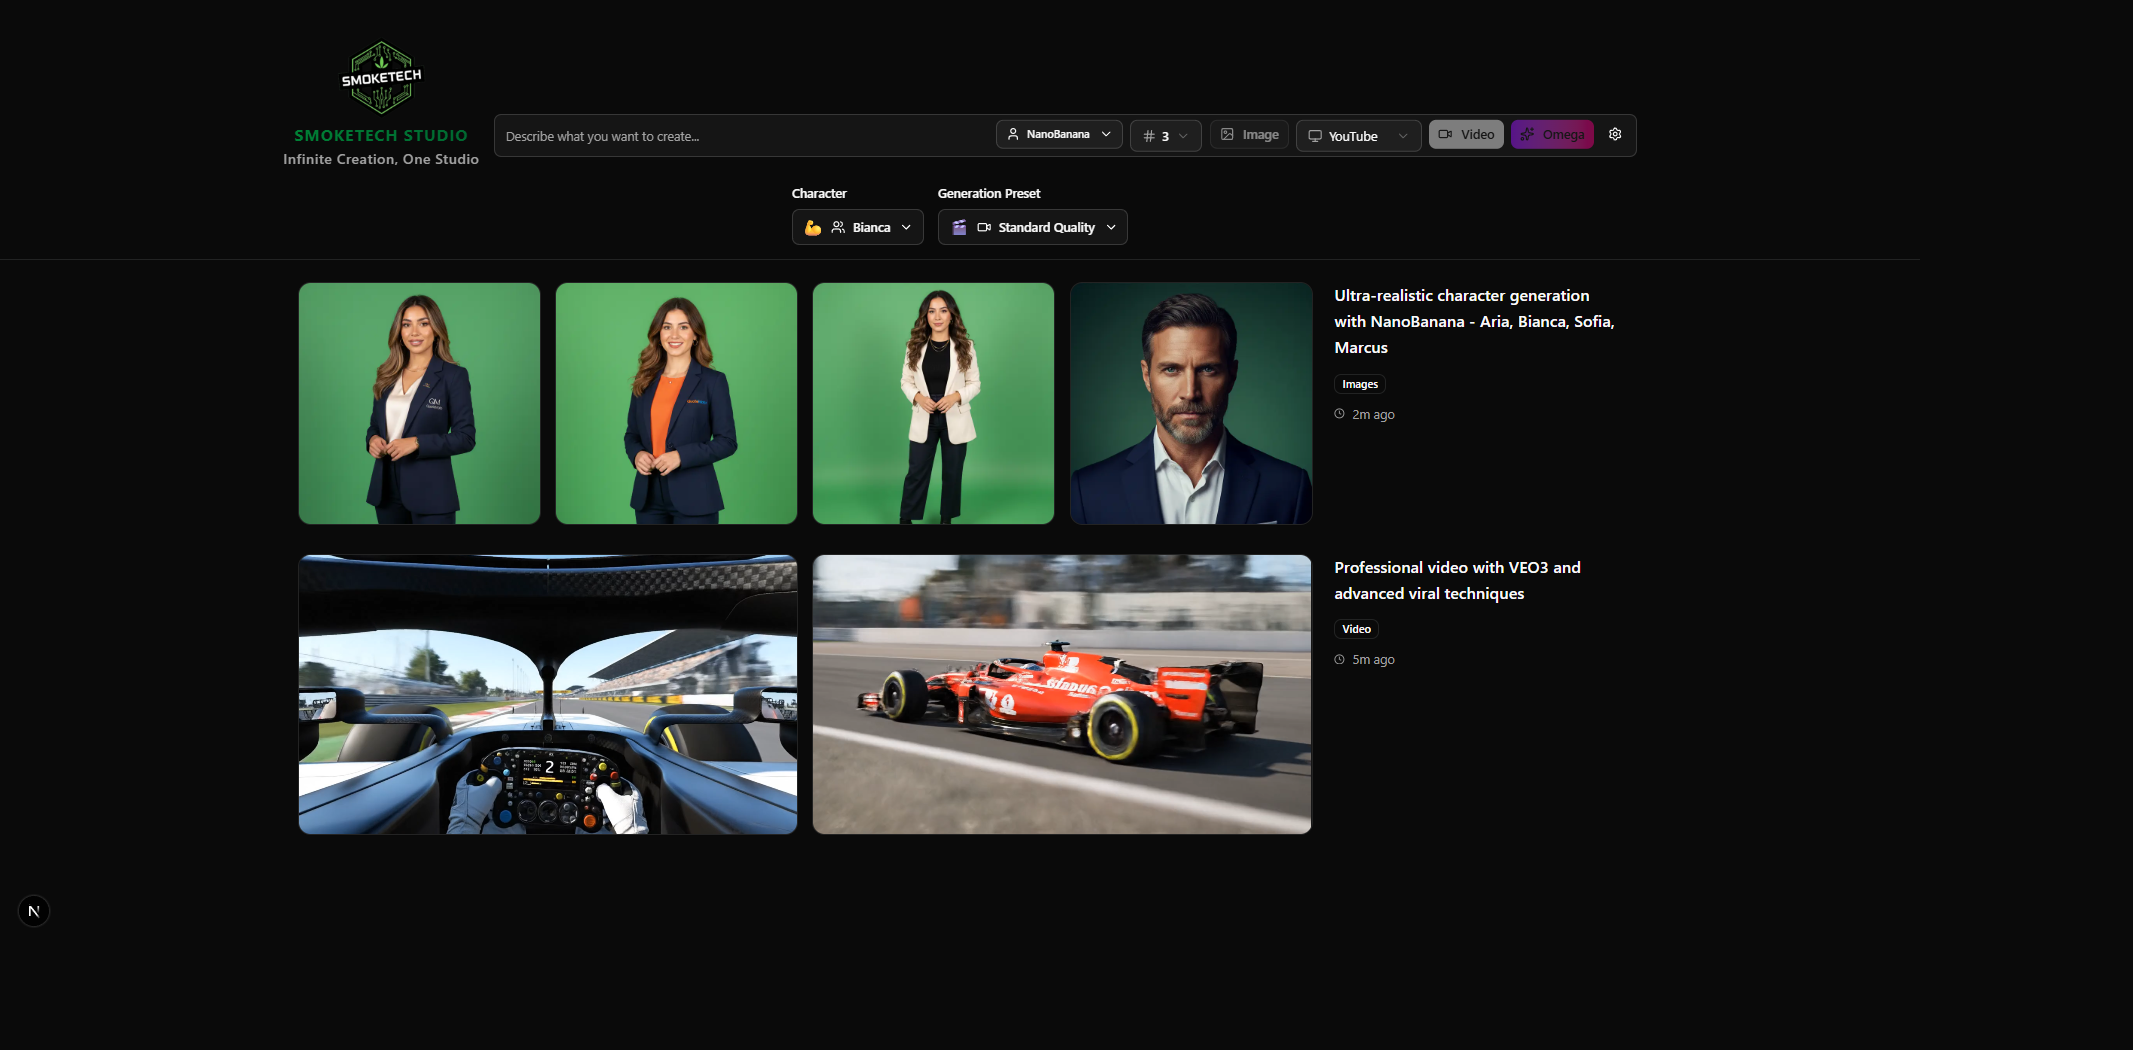 SMOKETECH
SMOKETECH STUDIO
Infinite Creation, One Studio
Describe what you want to create...
NanoBanana
# 3
Image
YouTube
Video
Omega
Character
Generation Preset
Bianca
Standard Quality
Ultra-realistic character generation
with NanoBanana - Aria, Bianca, Sofia,
Marcus
Images
2m ago
Professional video with VEO3 and
advanced viral techniques
Video
5m ago
2
N